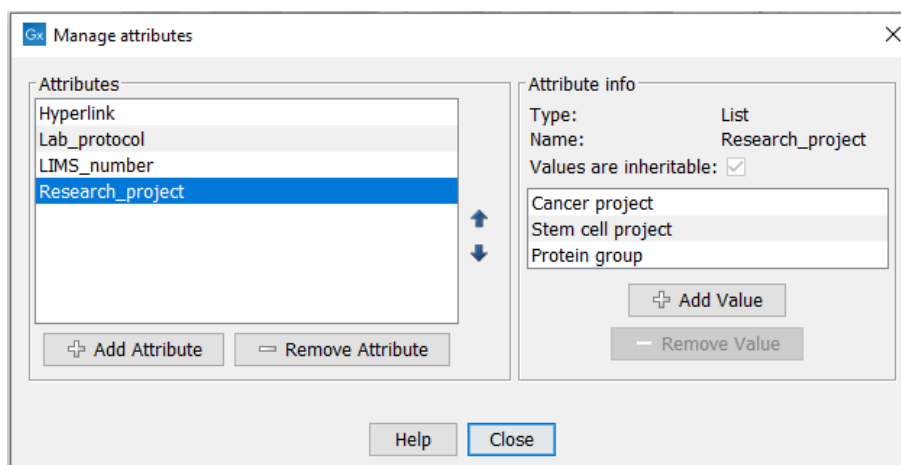 Gx Manage attributes
Attributes
Hyperlink
Lab_protocol
LIMS_number
Research_project
Add Attribute
Remove Attribute
Attribute info
Type: List
Name: Research_project
Values are inheritable:
Cancer project
Stem cell project
Protein group
Add Value
Remove Value
Help
Close